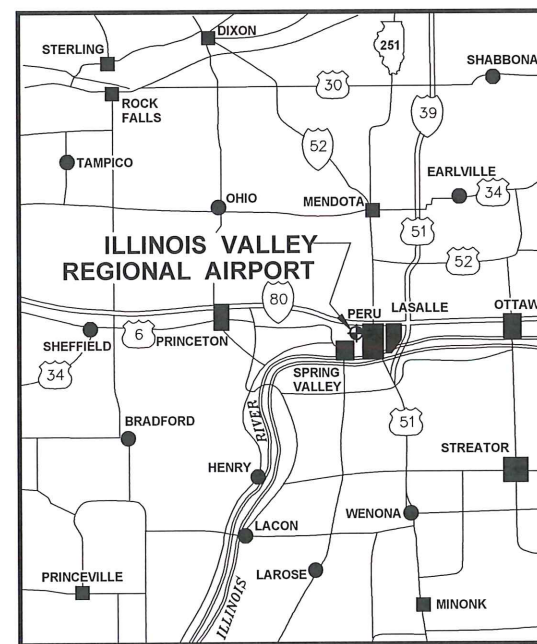 DIXON
STERLING
251
SHABBONA
30
39
ROCK
FALLS
52
TAMPICO
EARLVILLE
34
OHIO
MENDOTA
51
ILLINOIS VALLEY
REGIONAL AIRPORT
52
80
PERU
LASALLE
OTTAW
6
PRINCETON
SHEFFIELD
SPRING
VALLEY
34
51
BRADFORD
RIVER
STREATOR
HENRY
WENONA
LACON
LAROSE
PRINCEVILLE
MINONK
ILLINOIS